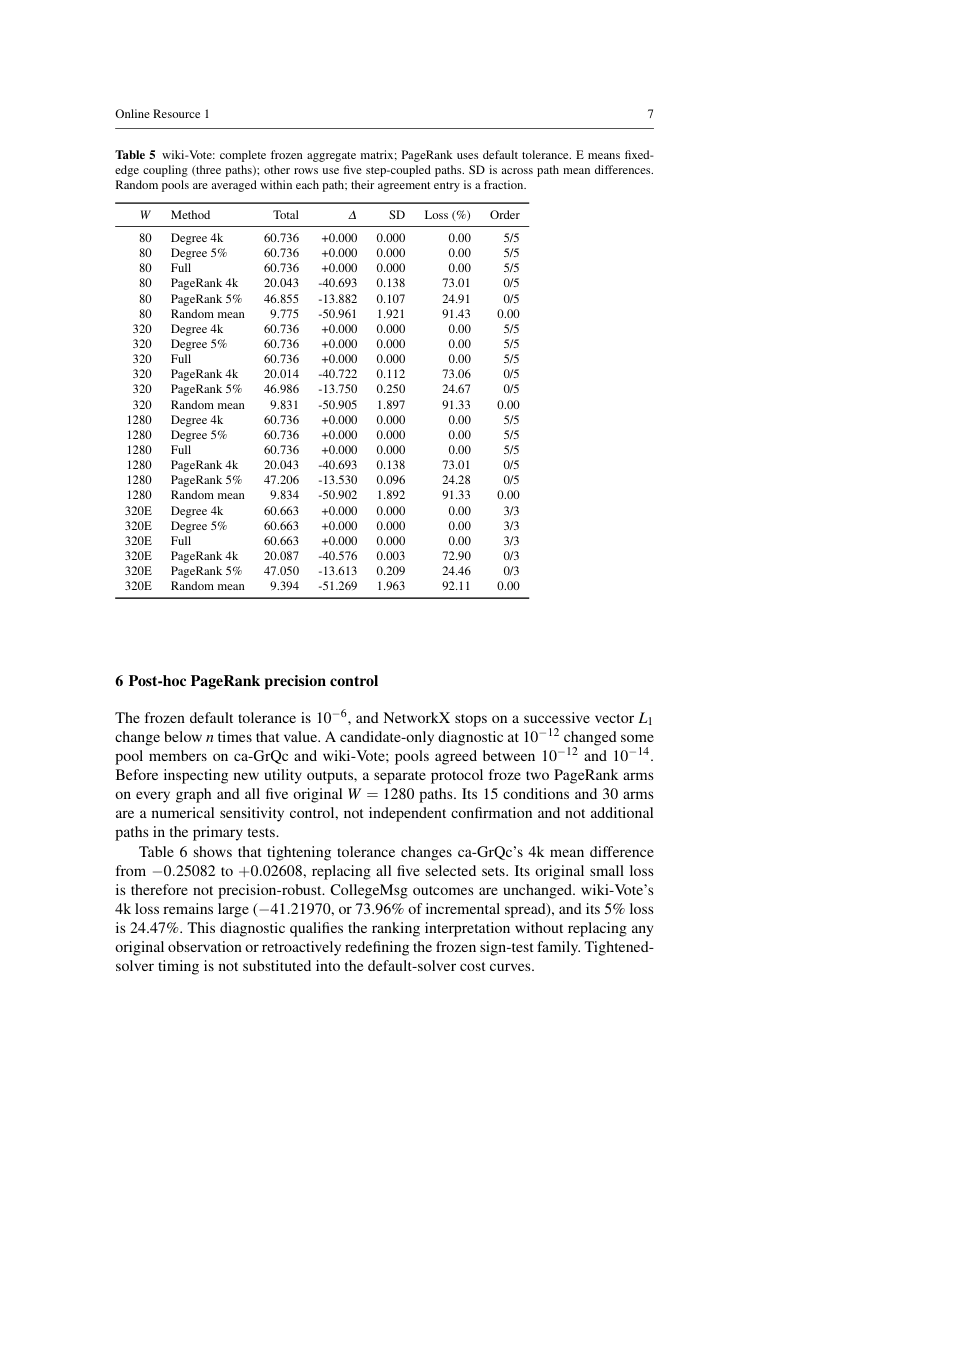 Online Resource 1 7
Table 5 wiki-Vote: complete frozen aggregate matrix; PageRank uses default tolerance. E means fixed-
edge coupling (three paths); other rows use five step-coupled paths. SD is across path mean differences.
Random pools are averaged within each path; their agreement entry is a fraction.
W Method Total Δ SD Loss (%) Order
80 Degree 4k 60.736 +0.000 0.000 0.00 5/5
80 Degree 5% 60.736 +0.000 0.000 0.00 5/5
80 Full 60.736 +0.000 0.000 0.00 5/5
80 PageRank 4k 20.043 -40.693 0.138 73.01 0/5
80 PageRank 5% 46.855 -13.882 0.107 24.91 0/5
80 Random mean 9.775 -50.961 1.921 91.43 0.00
320 Degree 4k 60.736 +0.000 0.000 0.00 5/5
320 Degree 5% 60.736 +0.000 0.000 0.00 5/5
320 Full 60.736 +0.000 0.000 0.00 5/5
320 PageRank 4k 20.014 -40.722 0.112 73.06 0/5
320 PageRank 5% 46.986 -13.750 0.250 24.67 0/5
320 Random mean 9.831 -50.905 1.897 91.33 0.00
1280 Degree 4k 60.736 +0.000 0.000 0.00 5/5
1280 Degree 5% 60.736 +0.000 0.000 0.00 5/5
1280 Full 60.736 +0.000 0.000 0.00 5/5
1280 PageRank 4k 20.043 -40.693 0.138 73.01 0/5
1280 PageRank 5% 47.206 -13.530 0.096 24.28 0/5
1280 Random mean 9.834 -50.902 1.892 91.33 0.00
320E Degree 4k 60.663 +0.000 0.000 0.00 3/3
320E Degree 5% 60.663 +0.000 0.000 0.00 3/3
320E Full 60.663 +0.000 0.000 0.00 3/3
320E PageRank 4k 20.087 -40.576 0.003 72.90 0/3
320E PageRank 5% 47.050 -13.613 0.209 24.46 0/3
320E Random mean 9.394 -51.269 1.963 92.11 0.00
6 Post-hoc PageRank precision control
The frozen default tolerance is 10⁻⁶, and NetworkX stops on a successive vector L₁
change below n times that value. A candidate-only diagnostic at 10⁻¹² changed some
pool members on ca-GrQc and wiki-Vote; pools agreed between 10⁻¹² and 10⁻¹⁴.
Before inspecting new utility outputs, a separate protocol froze two PageRank arms
on every graph and all five original W = 1280 paths. Its 15 conditions and 30 arms
are a numerical sensitivity control, not independent confirmation and not additional
paths in the primary tests.
Table 6 shows that tightening tolerance changes ca-GrQc’s 4k mean difference
from −0.25082 to +0.02608, replacing all five selected sets. Its original small loss
is therefore not precision-robust. CollegeMsg outcomes are unchanged. wiki-Vote’s
4k loss remains large (−41.21970, or 73.96% of incremental spread), and its 5% loss
is 24.47%. This diagnostic qualifies the ranking interpretation without replacing any
original observation or retroactively redefining the frozen sign-test family. Tightened-
solver timing is not substituted into the default-solver cost curves.